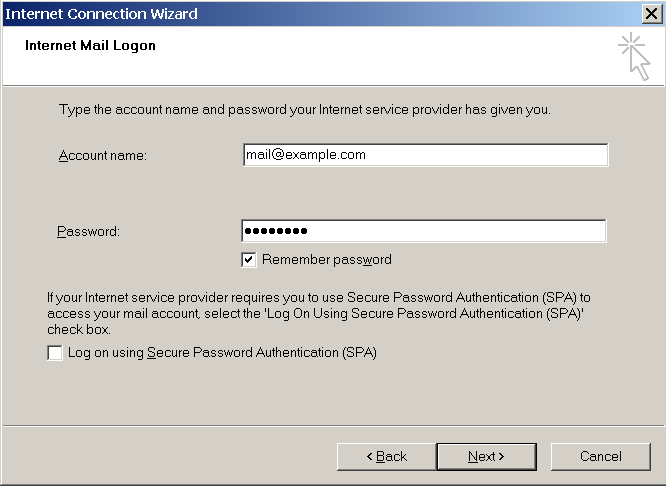 Internet Connection Wizard
Internet Mail Logon
Type the account name and password your Internet service provider has given you.
Account name: mail@example.com
Password: ●●●●●●●●
Remember password
If your Internet service provider requires you to use Secure Password Authentication (SPA) to
access your mail account, select the 'Log On Using Secure Password Authentication (SPA)'
check box.
Log on using Secure Password Authentication (SPA)
< Back Next > Cancel